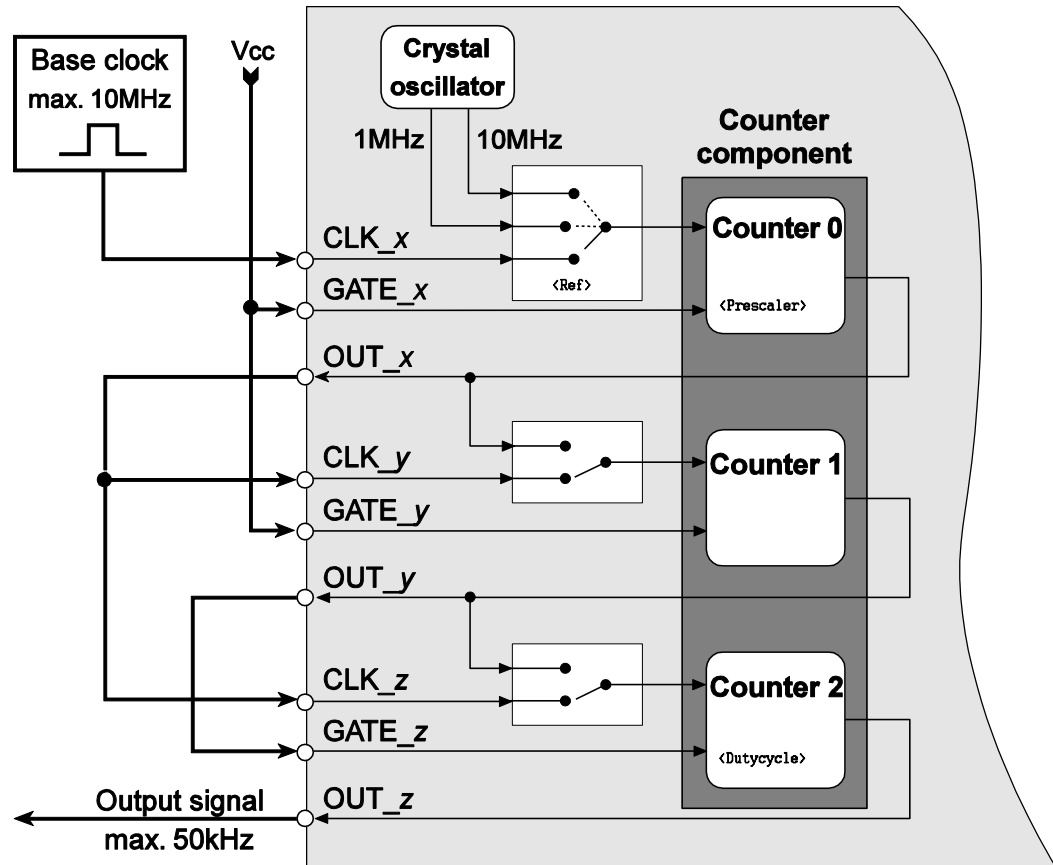 Base clock
max. 10MHz
Vcc
Crystal
oscillator
1MHz
10MHz
Counter
component
CLK_x
<Ref>
GATE_x
Counter 0
<Prescaler>
OUT_x
CLK_y
Counter 1
GATE_y
OUT_y
CLK_z
Counter 2
GATE_z
<Dutycycle>
OUT_z
Output signal
max. 50kHz